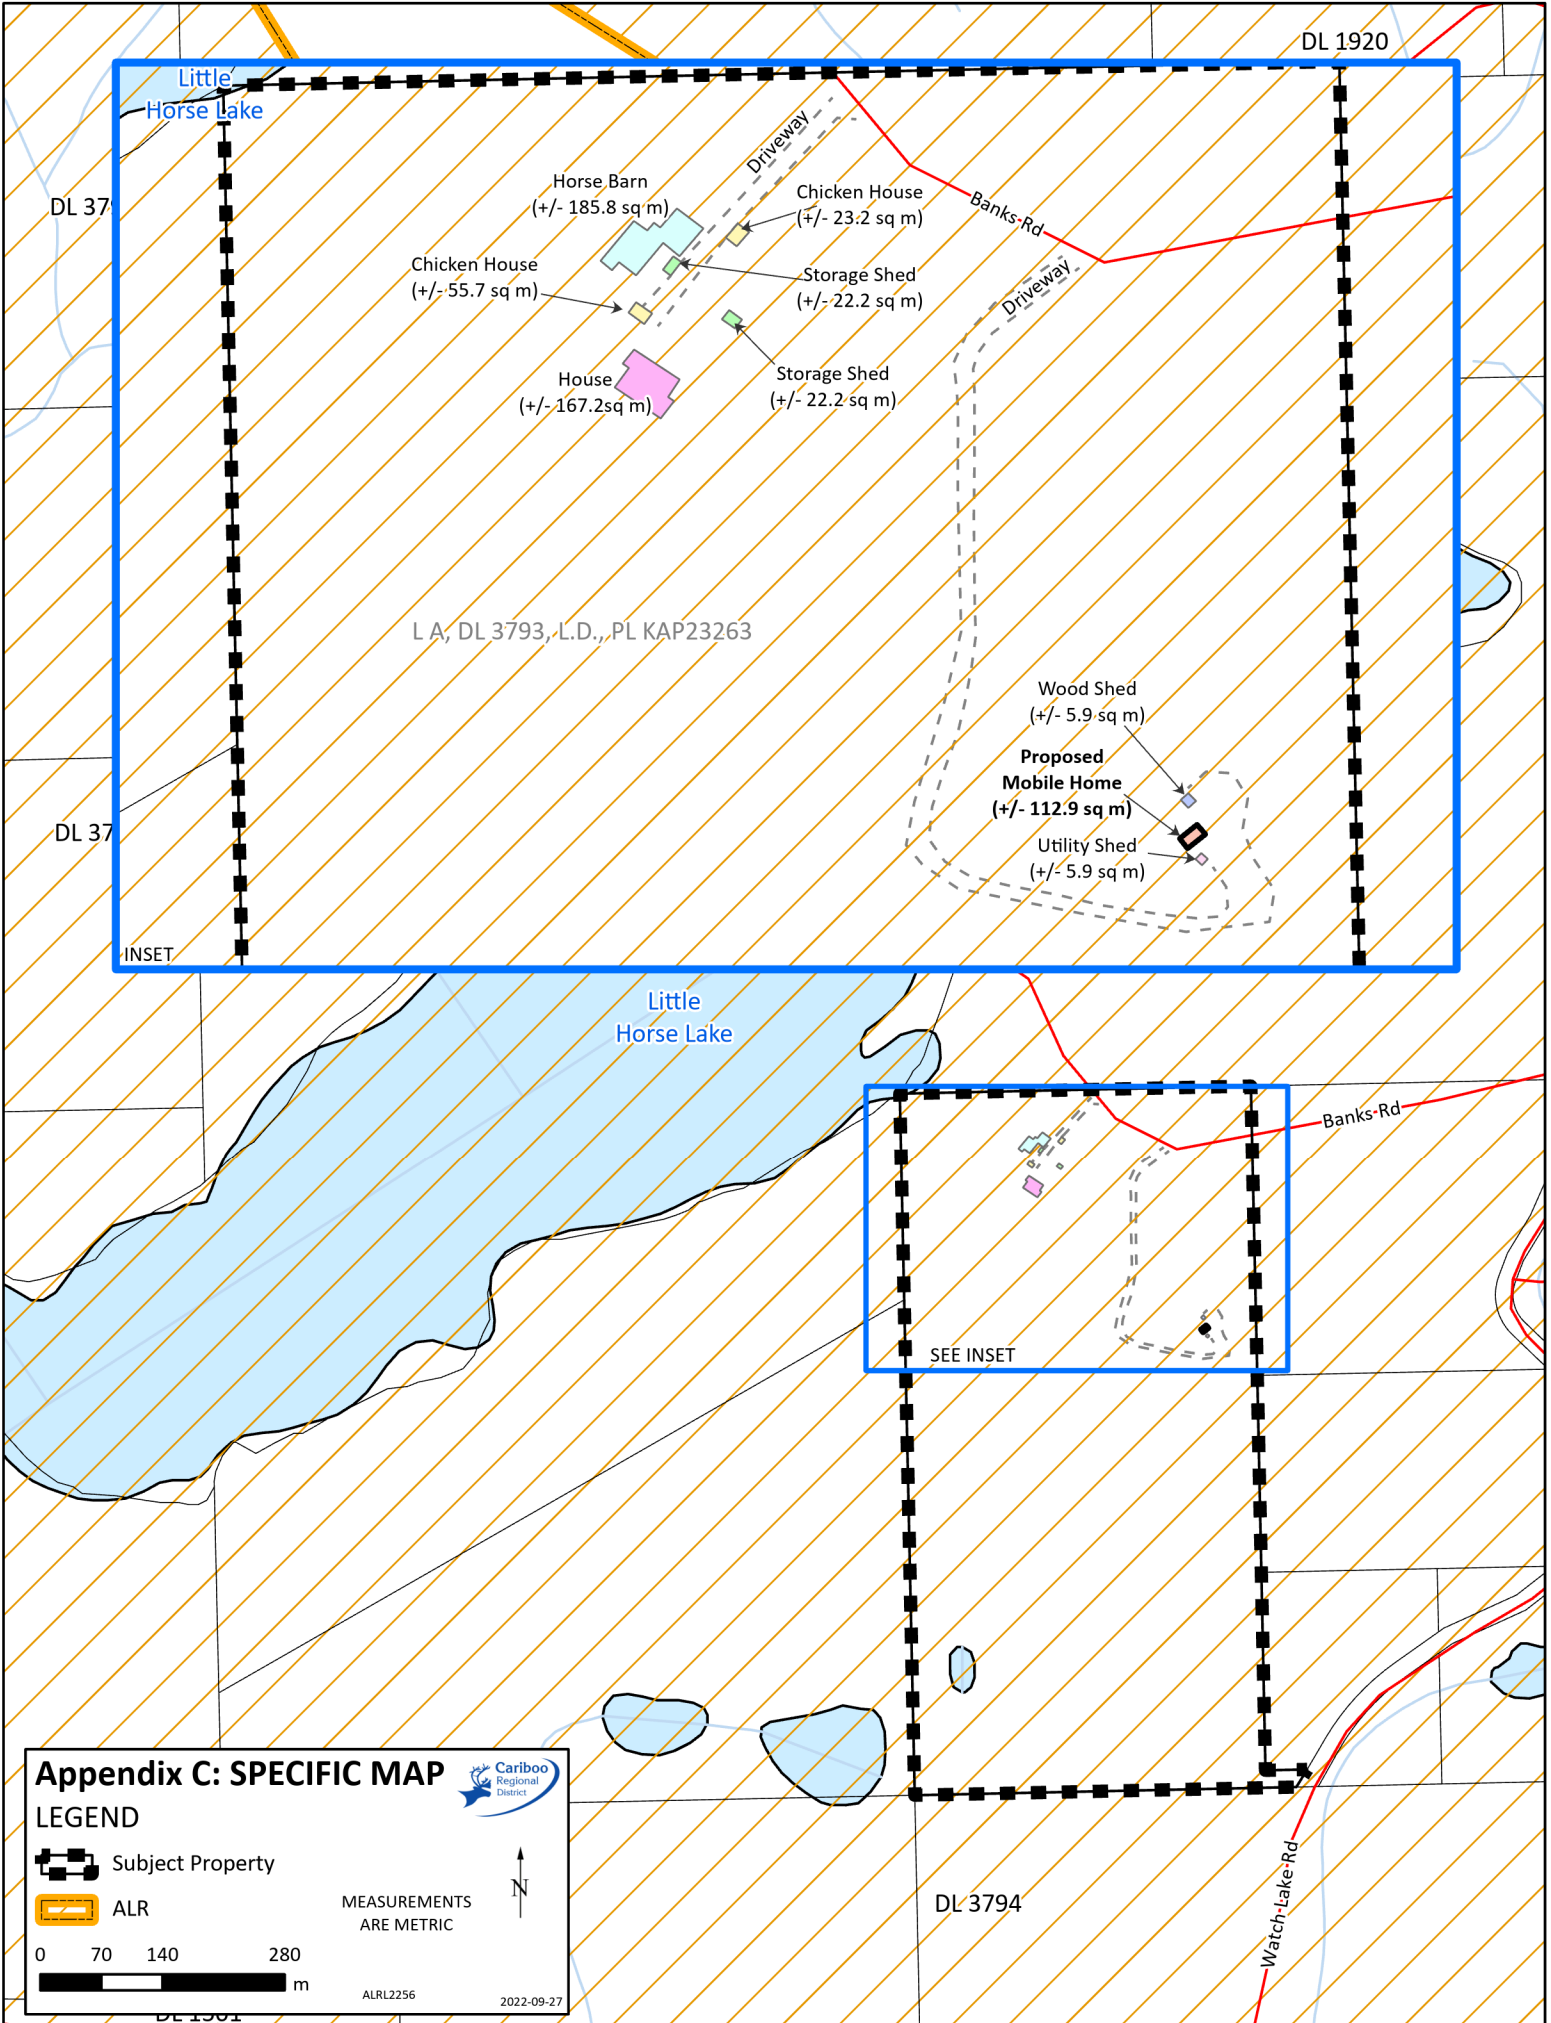 DL 1920
Little
Horse Lake
Driveway
Horse Barn
(+/- 185.8 sq m)
Chicken House
(+/- 23.2 sq m)
DL 379
Banks Rd
Chicken House
(+/- 55.7 sq m)
Storage Shed
(+/- 22.2 sq m)
Driveway
House
(+/- 167.2sq m)
Storage Shed
(+/- 22.2 sq m)
L A, DL 3793, L.D., PL KAP23263
Wood Shed
(+/- 5.9 sq m)
Proposed
Mobile Home
(+/- 112.9 sq m)
DL 37
Utility Shed
(+/- 5.9 sq m)
INSET
Little
Horse Lake
Banks Rd
SEE INSET
Appendix C: SPECIFIC MAP
Cariboo
Regional
District
LEGEND
Subject Property
ALR
MEASUREMENTS
ARE METRIC
N
0 70 140 280
m
ALRL2256
2022-09-27
DL 3794
Watch Lake Rd